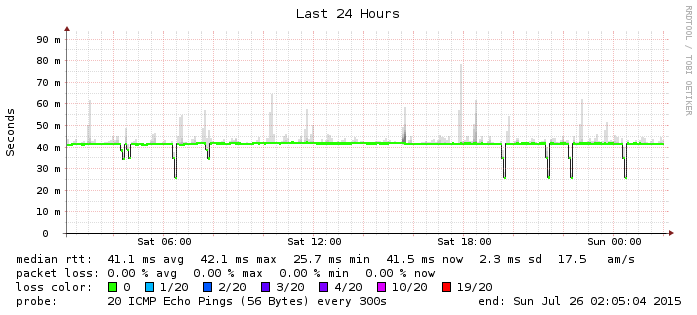 Last 24 Hours
RRDTOOL / TOBI OETIKER
Seconds
90 m
80 m
70 m
60 m
50 m
40 m
30 m
20 m
10 m
0
Sat 06:00 Sat 12:00 Sat 18:00 Sun 00:00
median rtt: 41.1 ms avg 42.1 ms max 25.7 ms min 41.5 ms now 2.3 ms sd 17.5 am/s
packet loss: 0.00 % avg 0.00 % max 0.00 % min 0.00 % now
loss color: 0 1/20 2/20 3/20 4/20 10/20 19/20
probe: 20 ICMP Echo Pings (56 Bytes) every 300s end: Sun Jul 26 02:05:04 2015